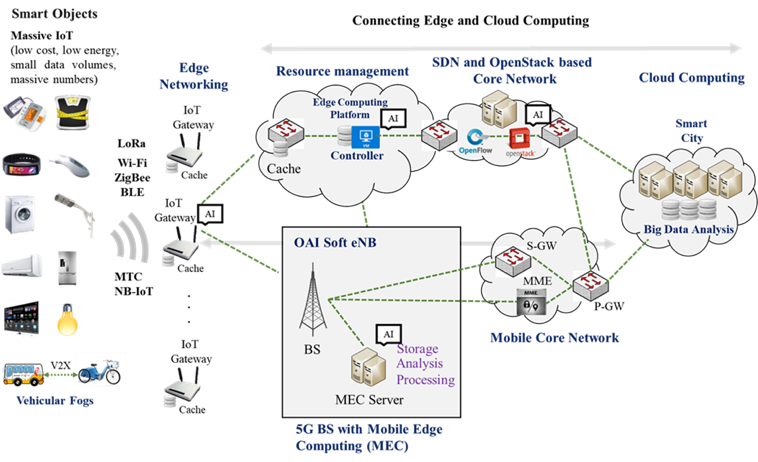 Smart Objects
Massive IoT
(low cost, low energy,
small data volumes,
massive numbers)
V2X
Vehicular Fogs
LoRa
Wi-Fi
ZigBee
BLE
MTC
NB-IoT
Edge
Networking
IoT
Gateway
Cache
IoT
Gateway
AI
Cache
IoT
Gateway
Cache
Connecting Edge and Cloud Computing
Resource management
Edge Computing
Platform
AI
VM
Controller
Cache
SDN and OpenStack based
Core Network
AI
OpenFlow
openstack
Cloud Computing
Smart
City
Big Data Analysis
OAI Soft eNB
BS
AI
Storage
Analysis
Processing
MEC Server
5G BS with Mobile Edge
Computing (MEC)
S-GW
MME
MME
P-GW
Mobile Core Network